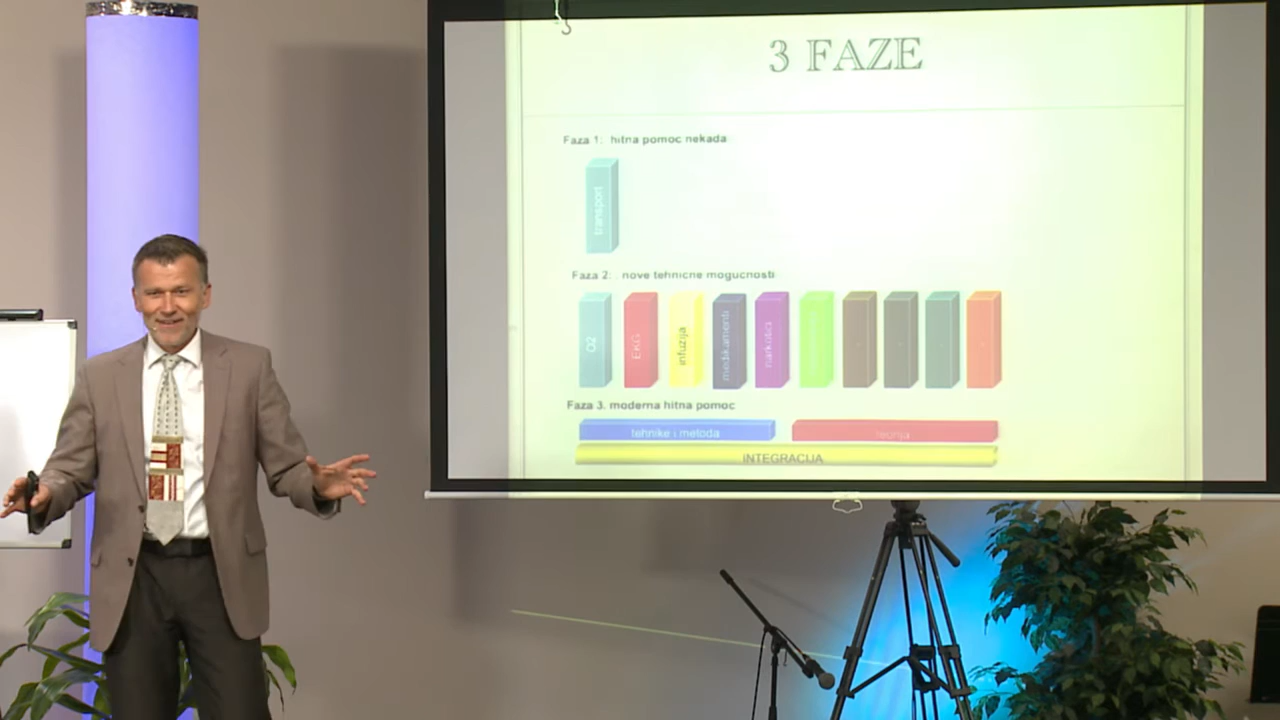 3 FAZE
Faza 1: hitna pomoc nekada
transport
Faza 2: nove tehnicne mogucnosti
O2
EKG
infuzija
medikamenti
narkotici
Faza 3. moderna hitna pomoc
tehnike i metoda
teorija
INTEGRACIJA